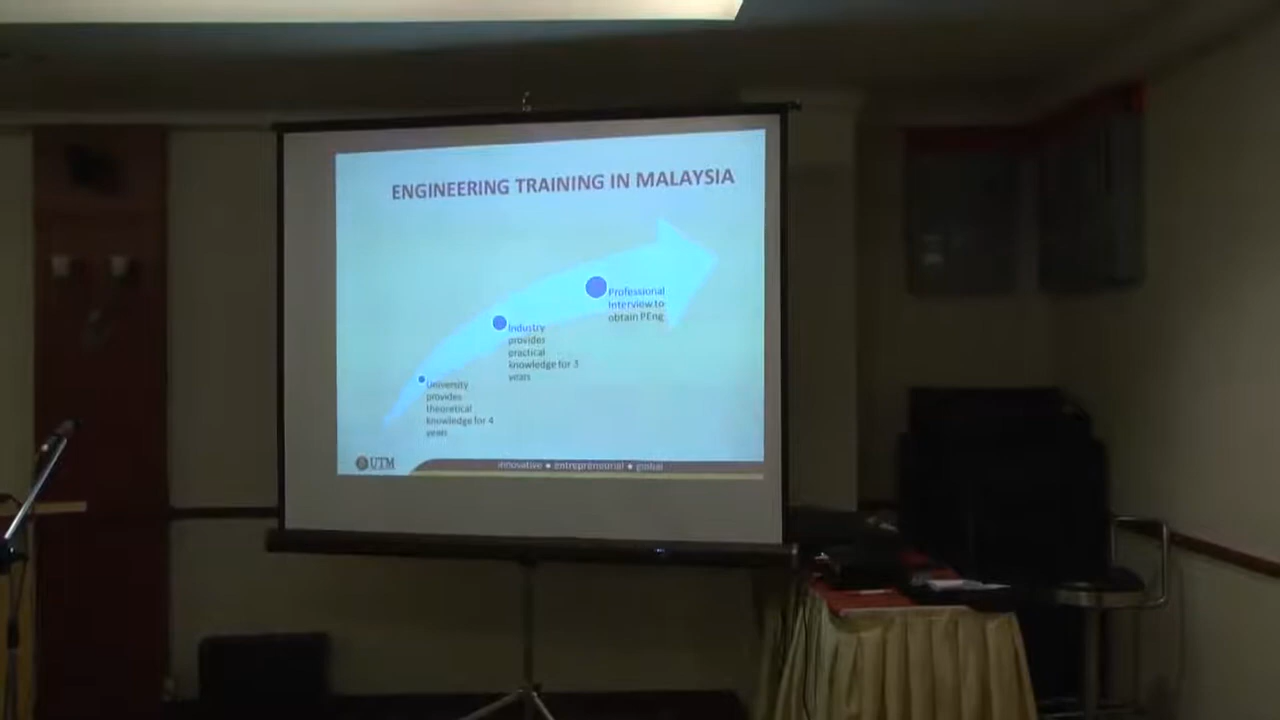 ENGINEERING TRAINING IN MALAYSIA
Professional
Interview to
obtain PEng
Industry
provides
practical
knowledge for 3
years
University
provides
theoretical
knowledge for 4
years
UTM
innovative ● entrepreneurial ● global